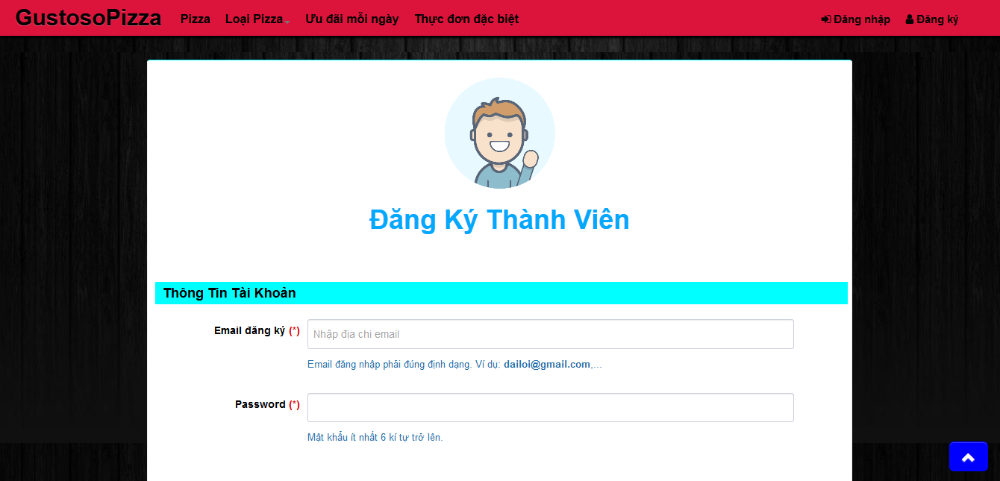 GustosoPizza Pizza Loại Pizza Ưu đãi mỗi ngày Thực đơn đặc biệt Đăng nhập Đăng ký
Đăng Ký Thành Viên
Thông Tin Tài Khoản
Email đăng ký (*) Nhập địa chỉ email
Email đăng nhập phải đúng định dạng. Ví dụ: dailoi@gmail.com,...
Password (*)
Mật khẩu ít nhất 6 kí tự trở lên.